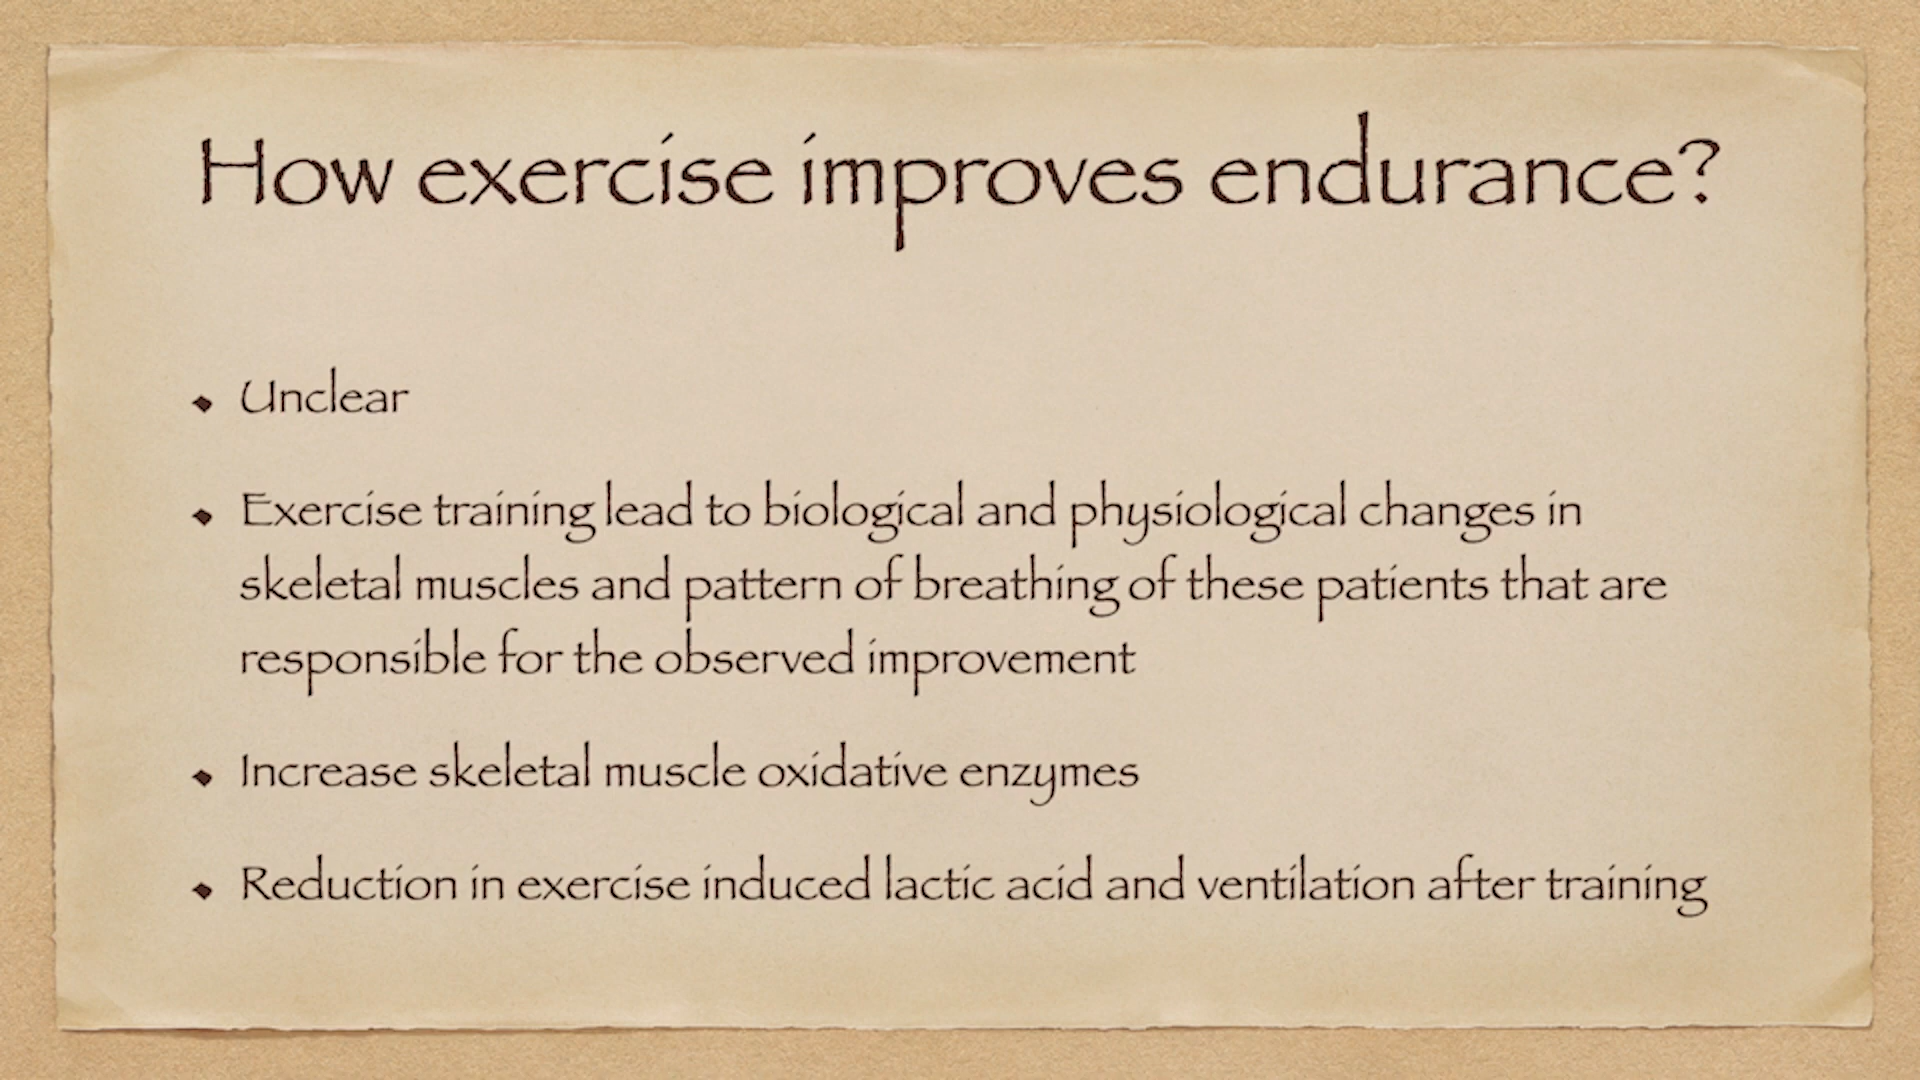 How exercise improves endurance?
Unclear
Exercise training lead to biological and physiological changes in
skeletal muscles and pattern of breathing of these patients that are
responsible for the observed improvement
Increase skeletal muscle oxidative enzymes
Reduction in exercise induced lactic acid and ventilation after training